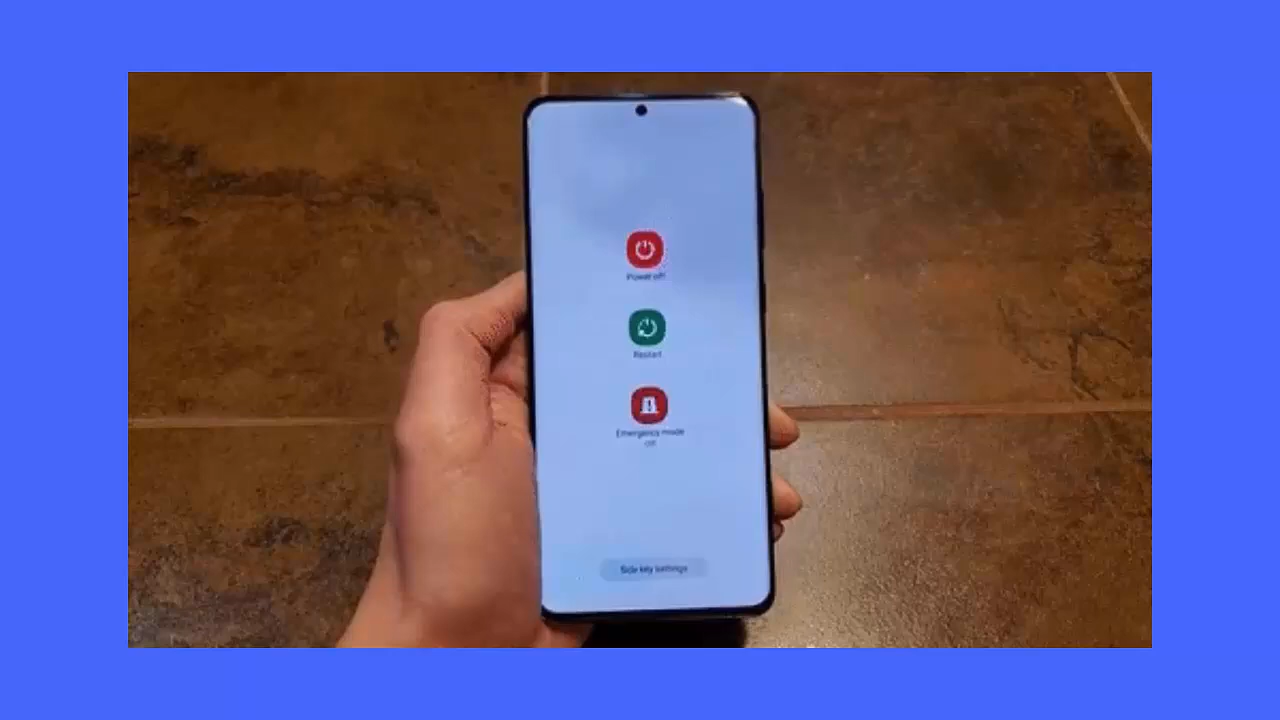 Power off
Restart
Emergency mode
Off
Side key settings